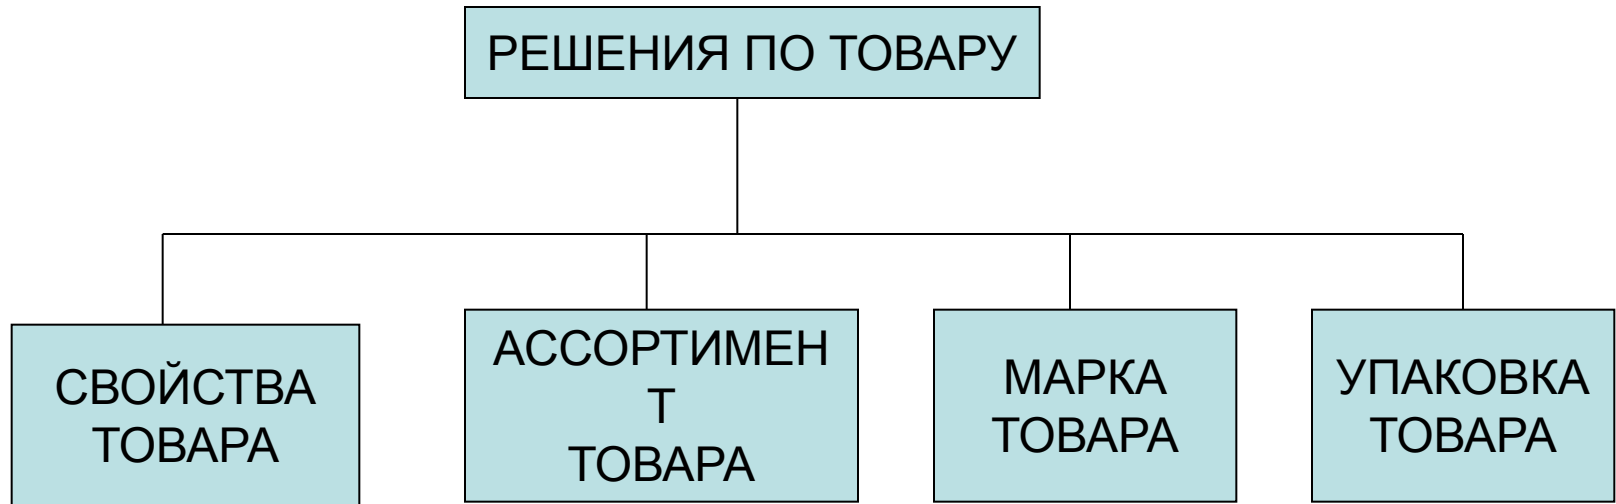 РЕШЕНИЯ ПО ТОВАРУ
СВОЙСТВА
ТОВАРА
АССОРТИМЕН
Т
ТОВАРА
МАРКА
ТОВАРА
УПАКОВКА
ТОВАРА